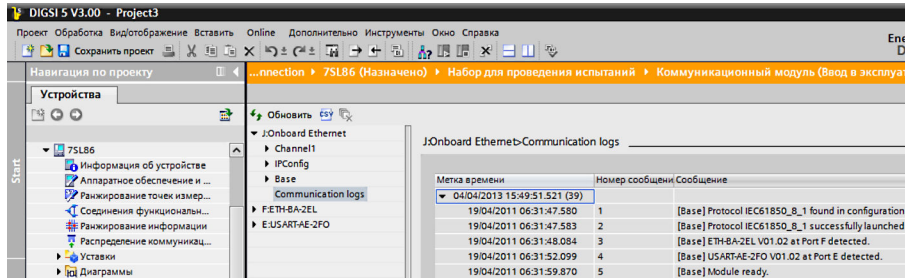 DIGSI 5 V3.00 - Project3
Проект Обработка Вид/отображение Вставить Online Дополнительно Инструменты Окно Справка
Сохранить проект
Ene
D
Навигация по проекту
...nnection 7SL86 (Назначено) Набор для проведения испытаний Коммуникационный модуль (Ввод в эксплуат
Устройства
Start
Обновить CSV
J:Onboard Ethernet
Channel1
IPConfig
Base
Communication logs
F:ETH-BA-2EL
E:USART-AE-2FO
7SL86
Информация об устройстве
Аппаратное обеспечение и ...
Ранжирование точек измер...
Соединения функциональн...
Ранжирование информации
Распределение коммуникац...
Уставки
Диаграммы
J:Onboard Ethernet>Communication logs
Метка времени Номер сообщени Сообщение
04/04/2013 15:49:51.521 (39)
19/04/2011 06:31:47.580 1 [Base] Protocol IEC61850_8_1 found in configuration
19/04/2011 06:31:47.583 2 [Base] Protocol IEC61850_8_1 successfully launched
19/04/2011 06:31:48.084 3 [Base] ETH-BA-2EL V01.02 at Port F detected.
19/04/2011 06:31:52.099 4 [Base] USART-AE-2FO V01.02 at Port E detected.
19/04/2011 06:31:59.870 5 [Base] Module ready.